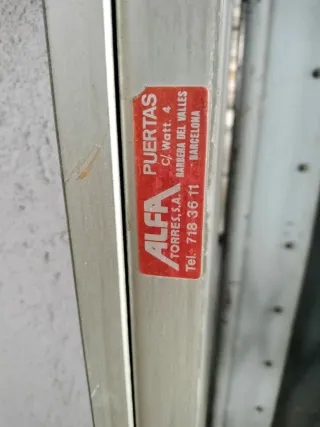 PUERTAS
C/ Watt. 4
BARBERA DEL VALLES
BARCELONA
ALFA
TORRES, S.A.
Tel. 718 36 11